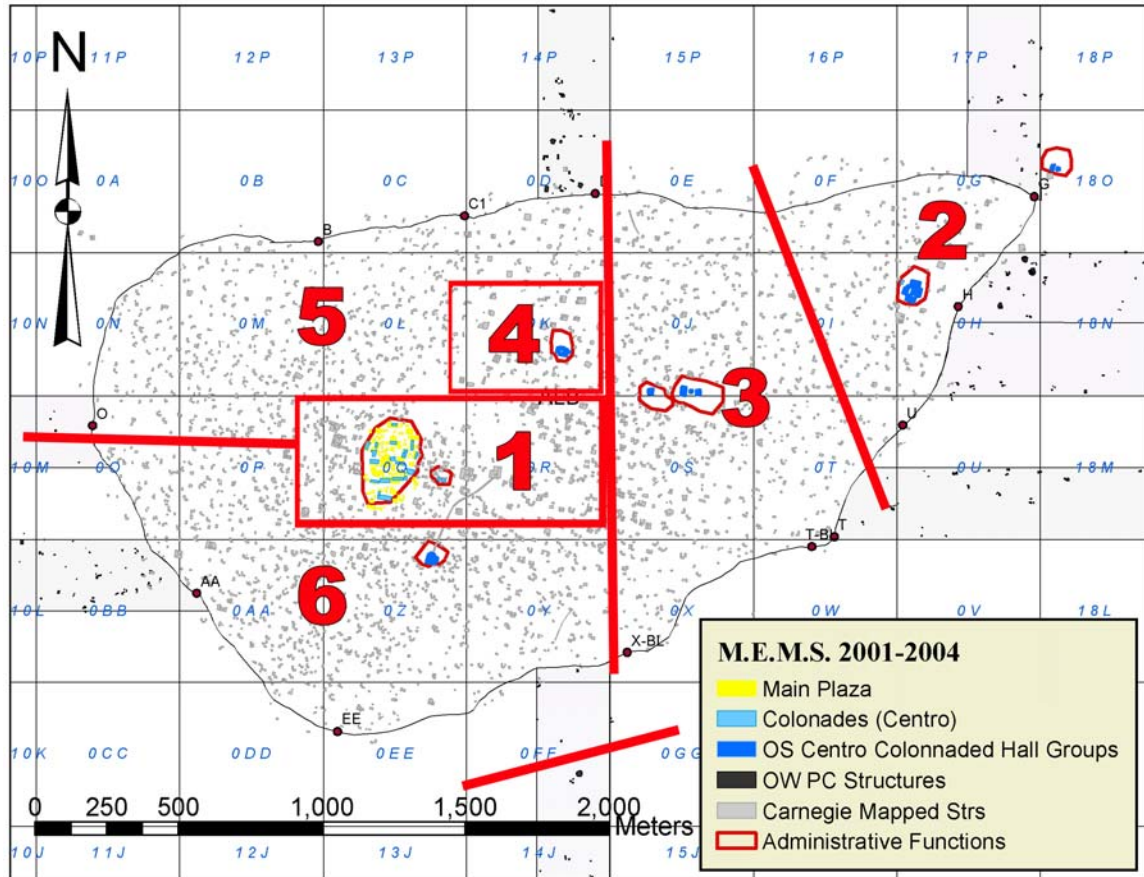 10P 11P 12P 13P 14P 15P 16P 17P 18P
N
10O 0A 0B 0C 0D 0E 0F 0G 18O
G
C1
B
2
H
5
4
10N 0N 0M 0L 0K 0J 0I 0H 18N
3
O
U
1
10M 0O 0P 0Q 0R 0S 0T 0U 18M
T
T-B
AA
6
10L 0BB 0AA 0Z 0Y 0X 0W 0V 18L
X-BL
EE
10K 0CC 0DD 0EE 0FF 0GG
0 250 500 1,000 1,500 2,000
Meters
10J 11J 12J 13J 14J 15J
M.E.M.S. 2001-2004
Main Plaza
Colonades (Centro)
OS Centro Colonnaded Hall Groups
OW PC Structures
Carnegie Mapped Strs
Administrative Functions